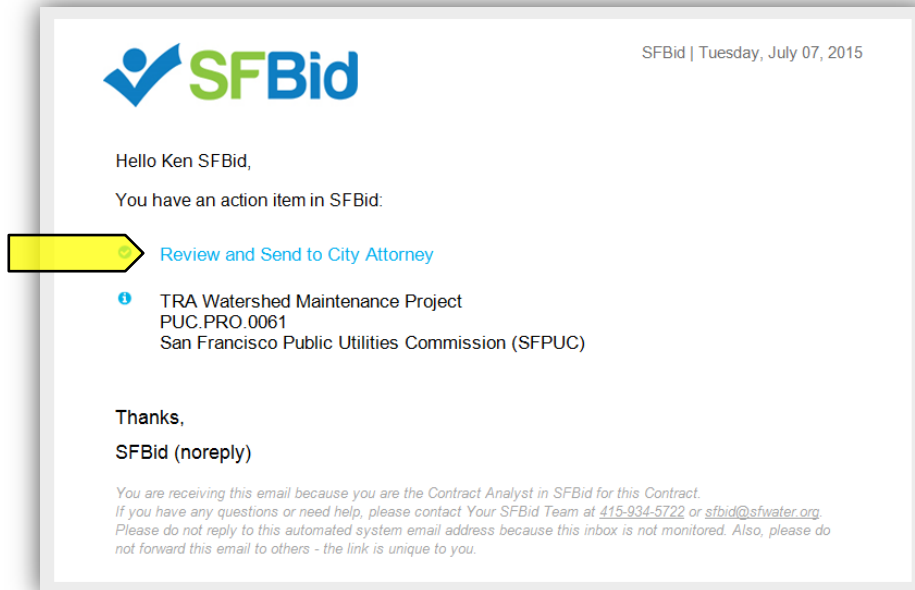 SFBid
SFBid | Tuesday, July 07, 2015
Hello Ken SFBid,
You have an action item in SFBid:
Review and Send to City Attorney
TRA Watershed Maintenance Project
PUC.PRO.0061
San Francisco Public Utilities Commission (SFPUC)
Thanks,
SFBid (noreply)
You are receiving this email because you are the Contract Analyst in SFBid for this Contract.
If you have any questions or need help, please contact Your SFBid Team at 415-934-5722 or sfbid@sfwater.org.
Please do not reply to this automated system email address because this inbox is not monitored. Also, please do
not forward this email to others - the link is unique to you.